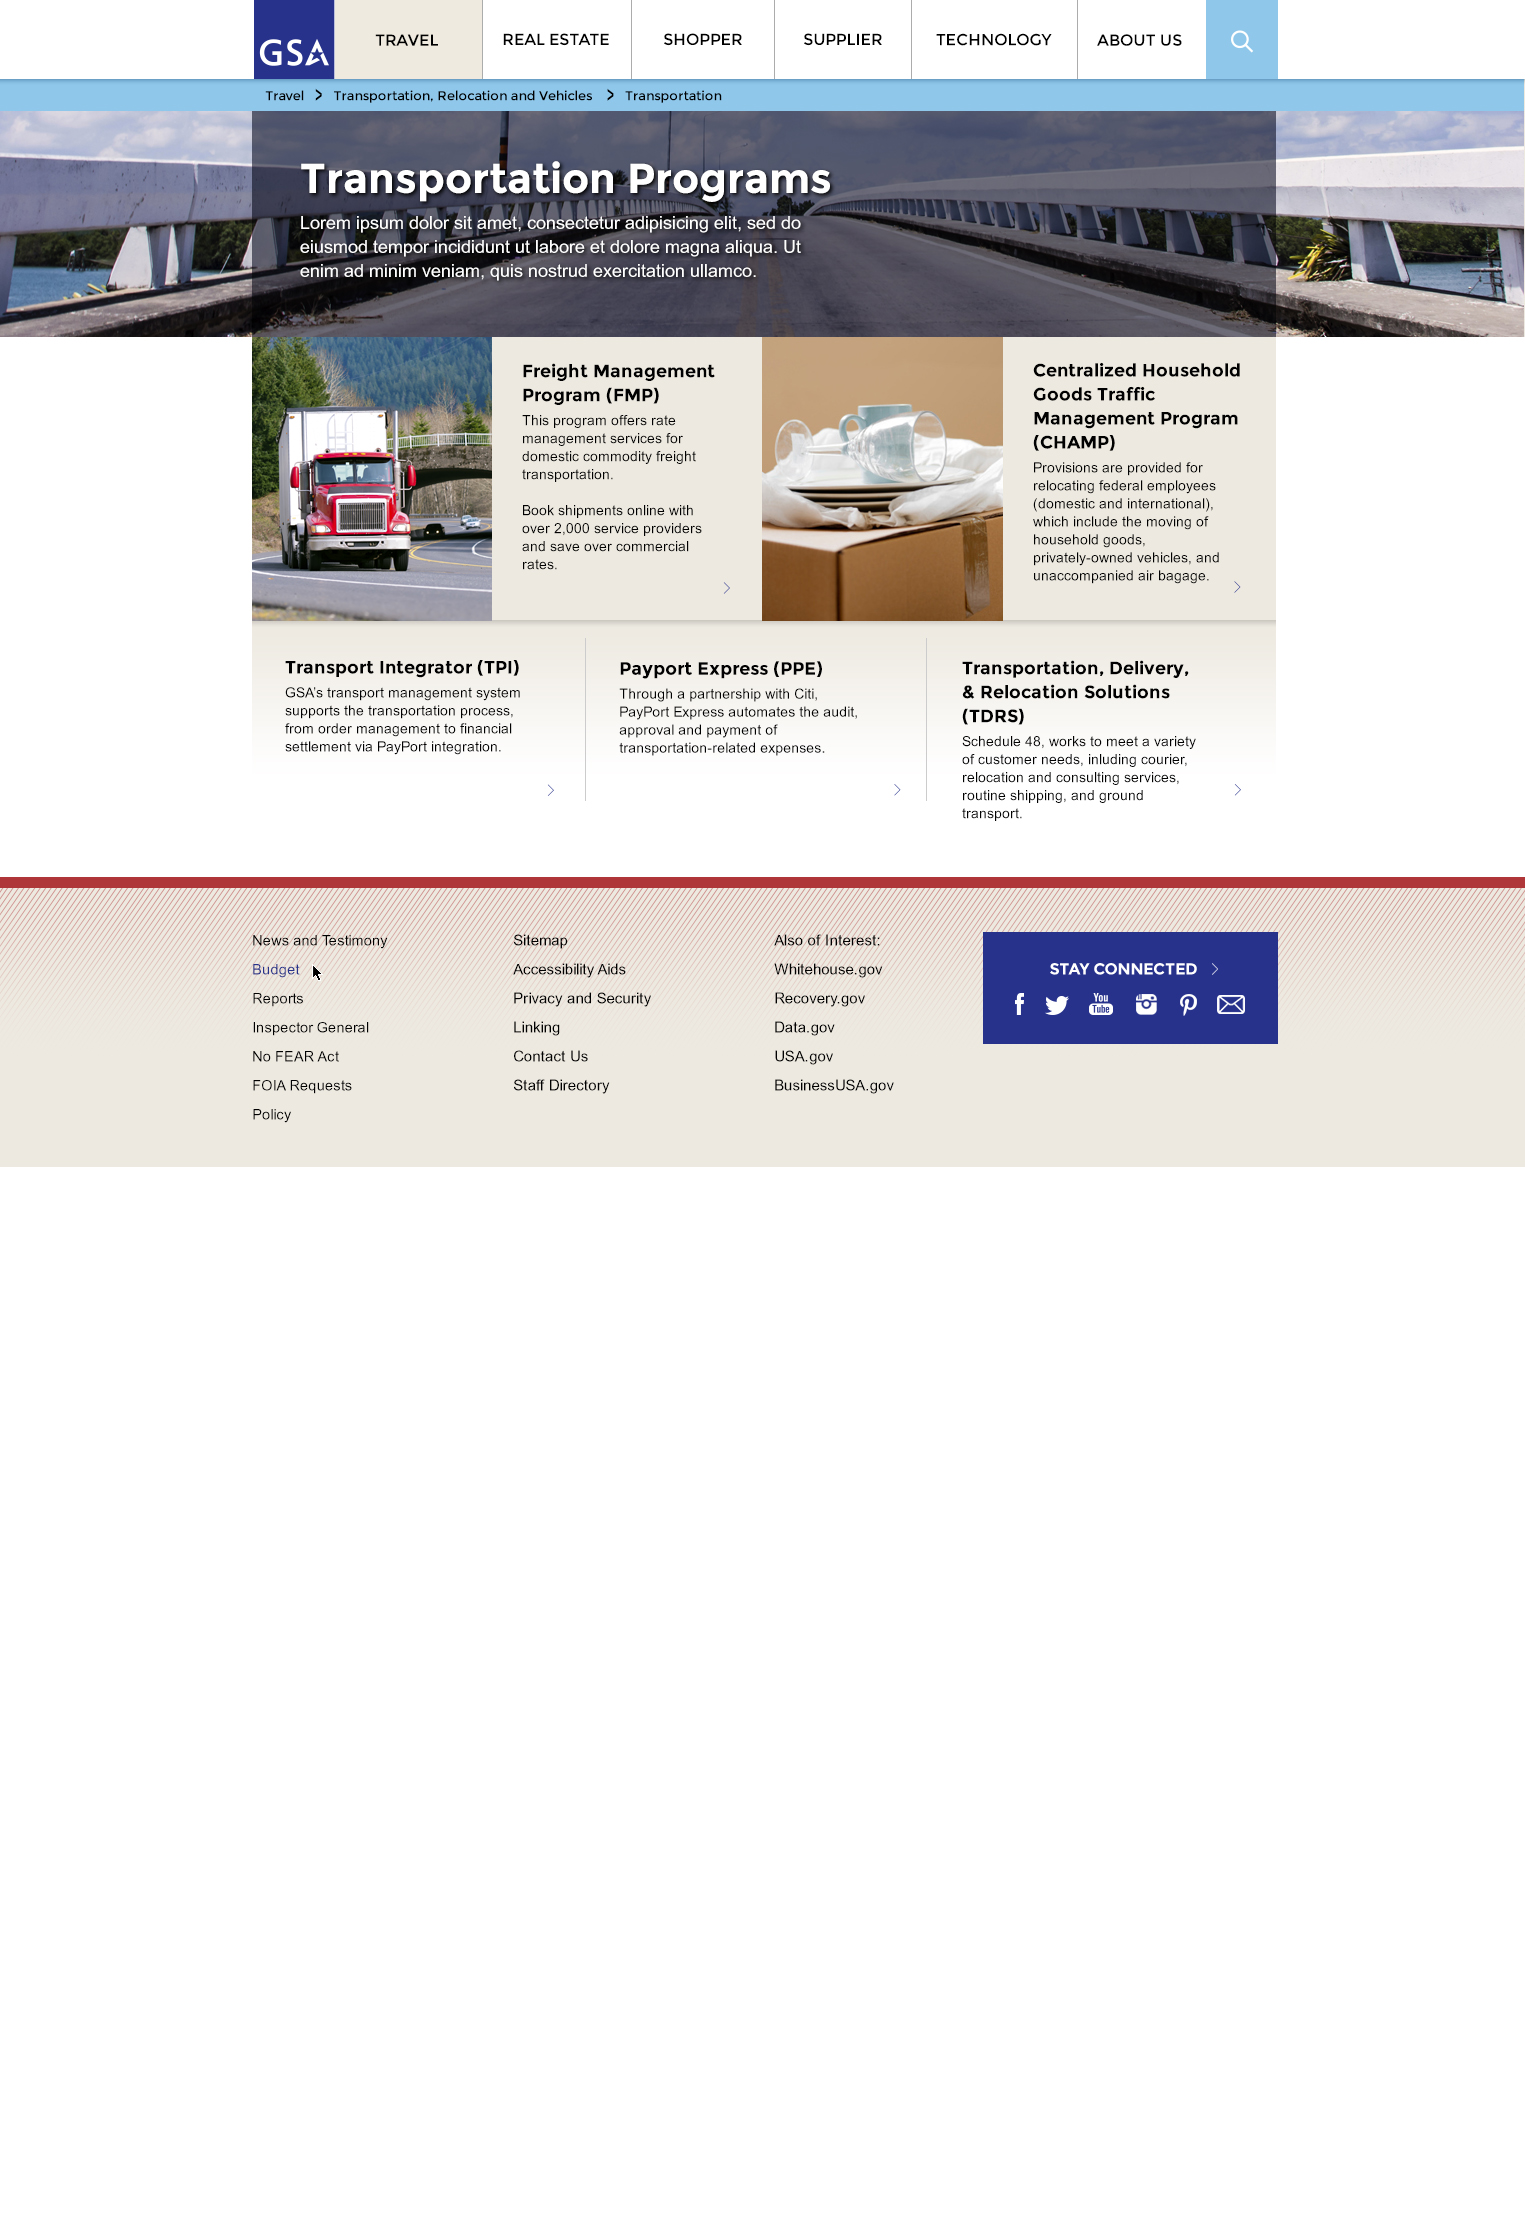 GSA
TRAVEL
REAL ESTATE
SHOPPER
SUPPLIER
TECHNOLOGY
ABOUT US
Travel > Transportation, Relocation and Vehicles > Transportation
Transportation Programs
Lorem ipsum dolor sit amet, consectetur adipisicing elit, sed do
eiusmod tempor incididunt ut labore et dolore magna aliqua. Ut
enim ad minim veniam, quis nostrud exercitation ullamco.
Freight Management
Program (FMP)
This program offers rate
management services for
domestic commodity freight
transportation.
Book shipments online with
over 2,000 service providers
and save over commercial
rates.
Centralized Household
Goods Traffic
Management Program
(CHAMP)
Provisions are provided for
relocating federal employees
(domestic and international),
which include the moving of
household goods,
privately-owned vehicles, and
unaccompanied air bagage.
Transport Integrator (TPI)
GSA's transport management system
supports the transportation process,
from order management to financial
settlement via PayPort integration.
Payport Express (PPE)
Through a partnership with Citi,
PayPort Express automates the audit,
approval and payment of
transportation-related expenses.
Transportation, Delivery,
& Relocation Solutions
(TDRS)
Schedule 48, works to meet a variety
of customer needs, inluding courier,
relocation and consulting services,
routine shipping, and ground
transport.
News and Testimony
Budget
Reports
Inspector General
No FEAR Act
FOIA Requests
Policy
Sitemap
Accessibility Aids
Privacy and Security
Linking
Contact Us
Staff Directory
Also of Interest:
Whitehouse.gov
Recovery.gov
Data.gov
USA.gov
BusinessUSA.gov
STAY CONNECTED
You
Tube